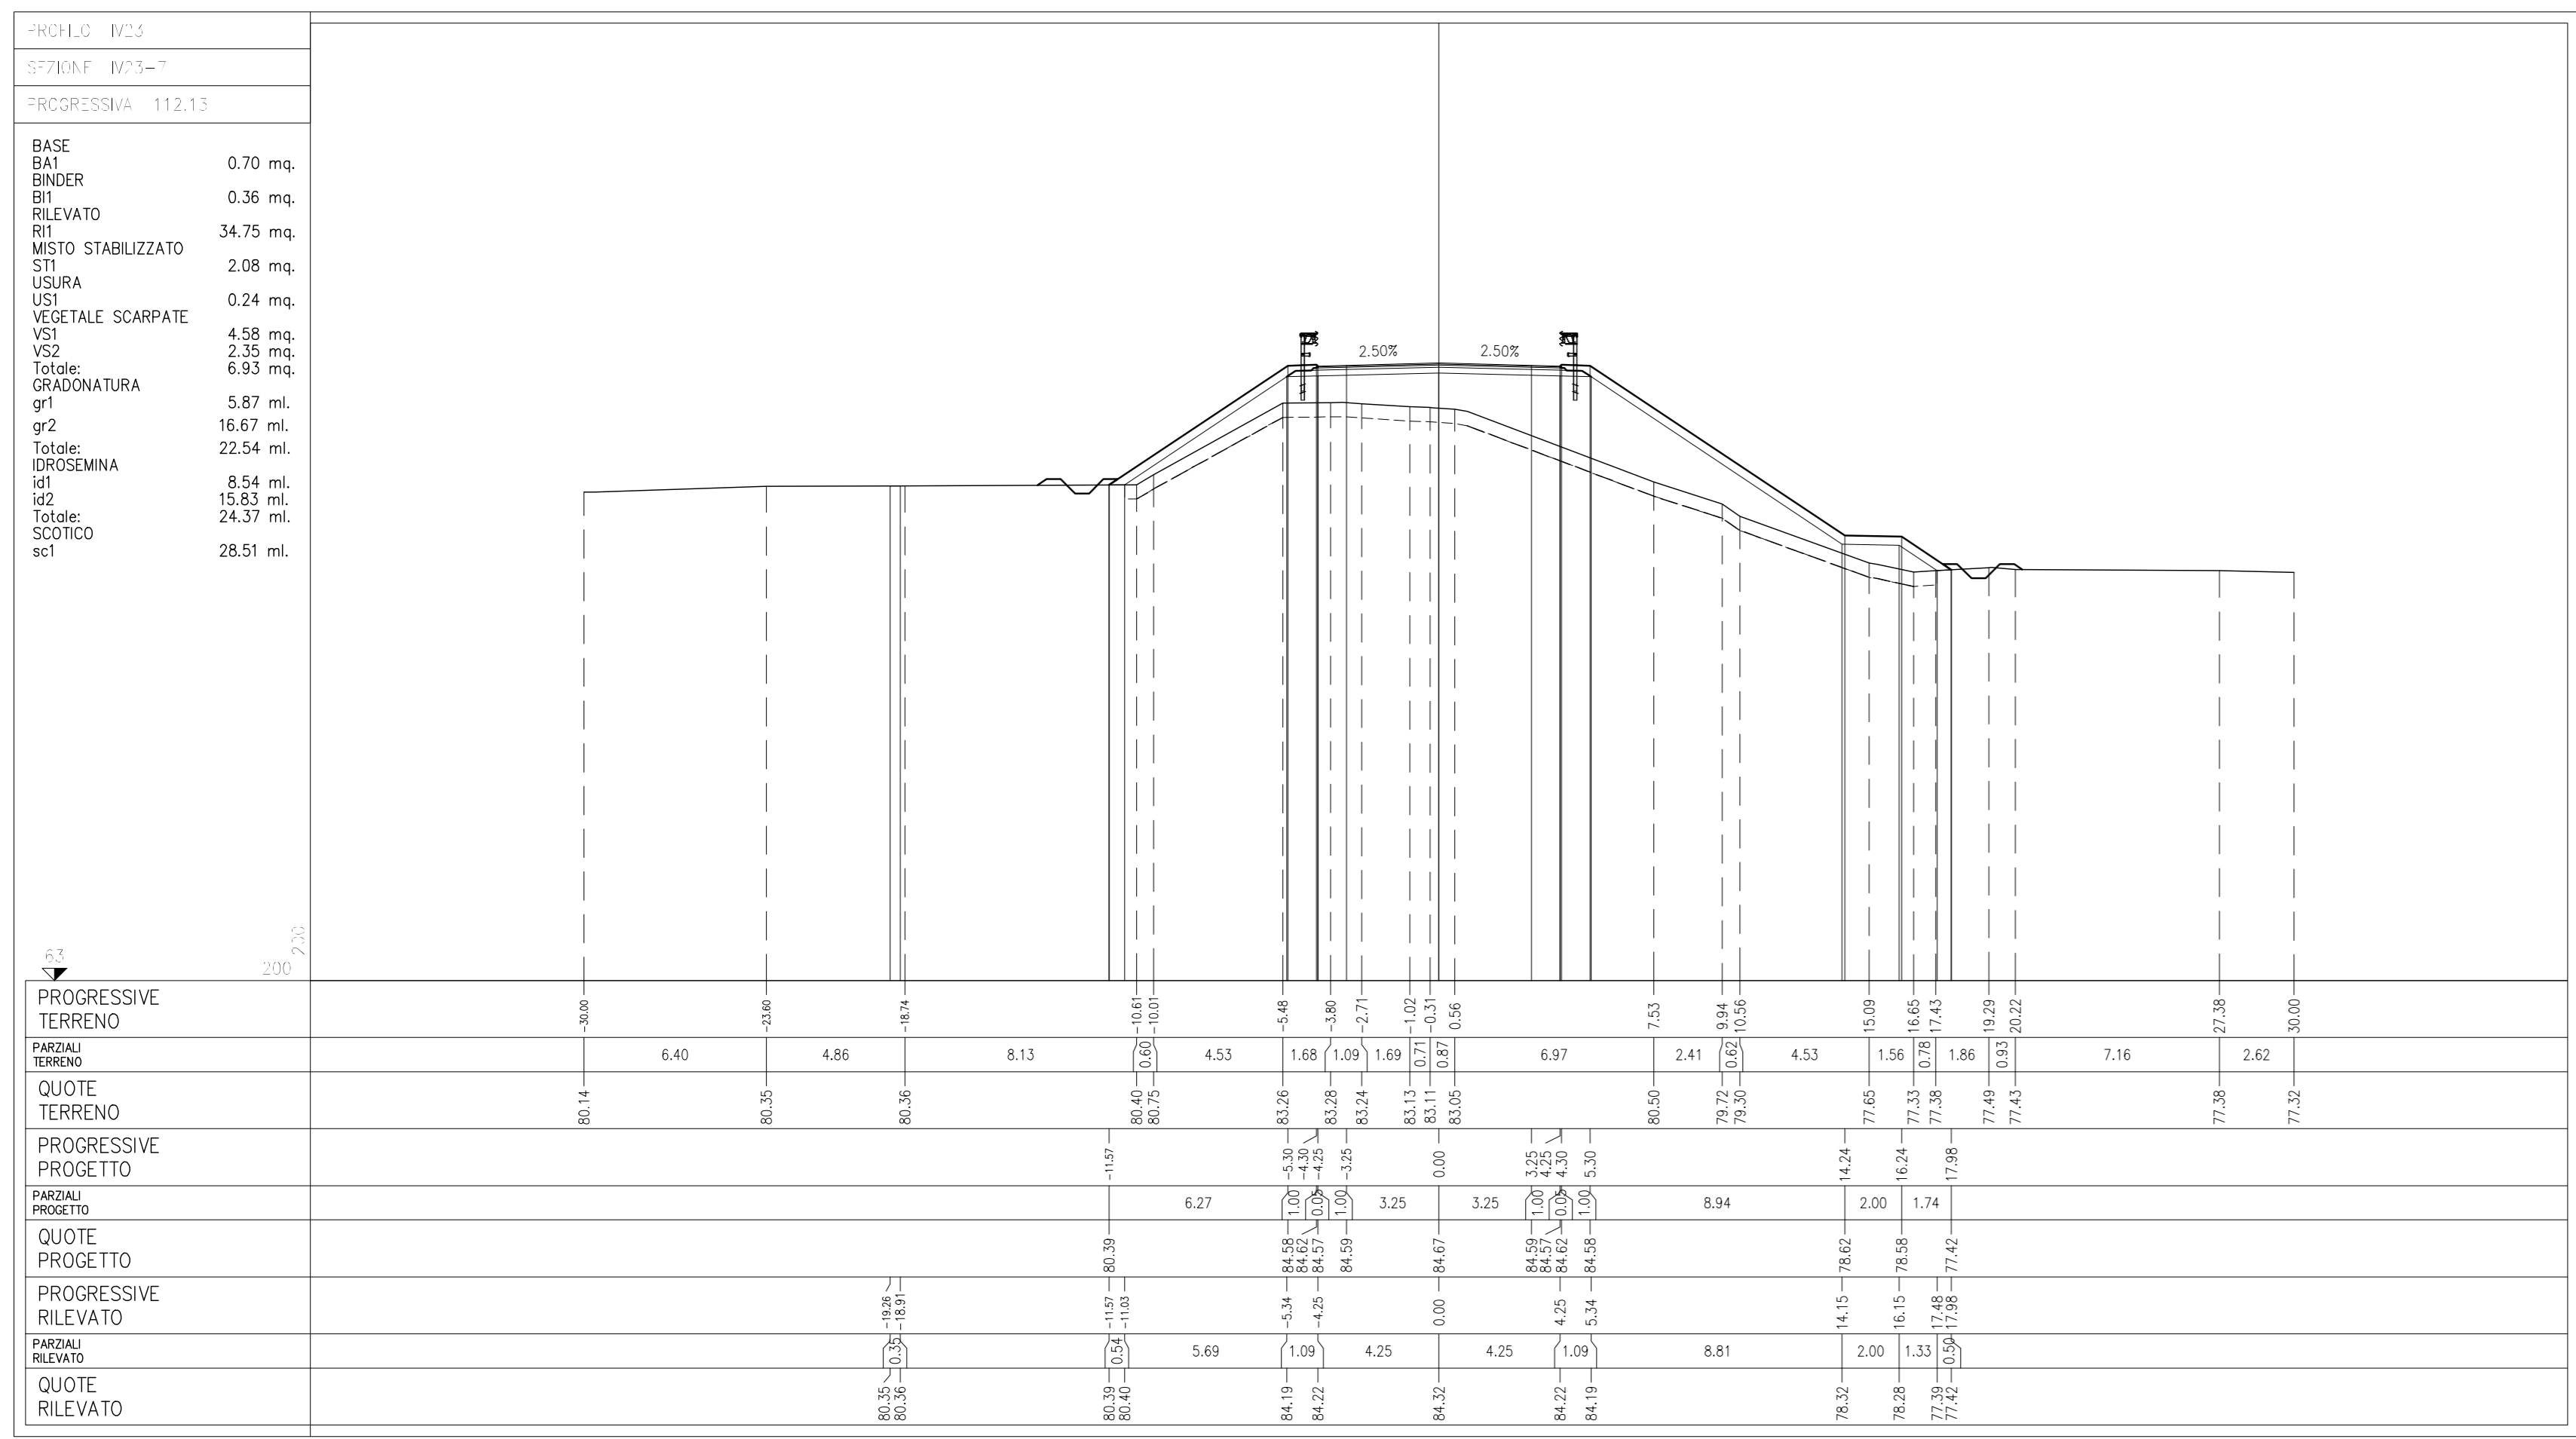 PROFILO IV23
SEZIONE IV23-7
PROGRESSIVA 112.13
BASE
BA1 0.70 mq.
BINDER
BI1 0.36 mq.
RILEVATO
RI1 34.75 mq.
MISTO STABILIZZATO
ST1 2.08 mq.
USURA
US1 0.24 mq.
VEGETALE SCARPATE
VS1 4.58 mq.
VS2 2.35 mq.
Totale: 6.93 mq.
GRADONATURA
gr1 5.87 ml.
gr2 16.67 ml.
Totale: 22.54 ml.
IDROSEMINA
id1 8.54 ml.
id2 15.83 ml.
Totale: 24.37 ml.
SCOTICO
sc1 28.51 ml.
2.50% 2.50%
63
200
200
PROGRESSIVE
TERRENO
-30.00 -23.60 -18.74 -10.61 -10.01 -5.48 -3.80 -2.71 -1.02 -0.31 0.56 7.53 9.94 10.56 15.09 16.65 17.43 19.29 20.22 27.38 30.00
PARZIALI
TERRENO
6.40 4.86 8.13 0.60 4.53 1.68 1.09 1.69 0.71 0.87 6.97 2.41 0.62 4.53 1.56 0.78 1.86 0.93 7.16 2.62
QUOTE
TERRENO
80.14 80.35 80.36 80.40 80.75 83.26 83.28 83.24 83.13 83.11 83.05 80.50 79.72 79.30 77.65 77.33 77.38 77.49 77.43 77.38 77.32
PROGRESSIVE
PROGETTO
-11.57 -5.30 -4.30 -4.25 -3.25 0.00 3.25 4.25 4.30 5.30 14.24 16.24 17.98
PARZIALI
PROGETTO
6.27 1.00 0.05 1.00 3.25 3.25 1.00 0.05 1.00 8.94 2.00 1.74
QUOTE
PROGETTO
80.39 84.58 84.62 84.57 84.59 84.67 84.59 84.57 84.62 84.58 78.62 78.58 77.42
PROGRESSIVE
RILEVATO
-19.26 -18.91 -11.57 -11.03 -5.34 -4.25 0.00 4.25 5.34 14.15 16.15 17.48 17.98
PARZIALI
RILEVATO
0.35 0.54 5.69 1.09 4.25 4.25 1.09 8.81 2.00 1.33 0.50
QUOTE
RILEVATO
80.35 80.36 80.39 80.40 84.19 84.22 84.32 84.22 84.19 78.32 78.28 77.39 77.42